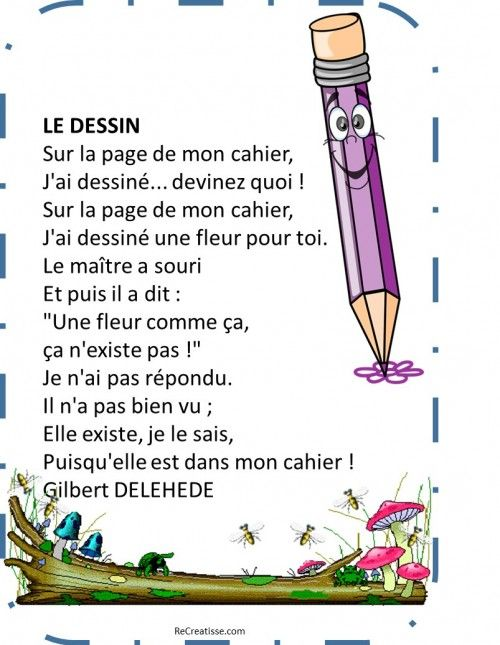 LE DESSIN
Sur la page de mon cahier,
J'ai dessiné... devinez quoi !
Sur la page de mon cahier,
J'ai dessiné une fleur pour toi.
Le maître a souri
Et puis il a dit :
"Une fleur comme ça,
ça n'existe pas !"
Je n'ai pas répondu.
Il n'a pas bien vu ;
Elle existe, je le sais,
Puisqu'elle est dans mon cahier !
Gilbert DELEHEDE
ReCreatisse.com